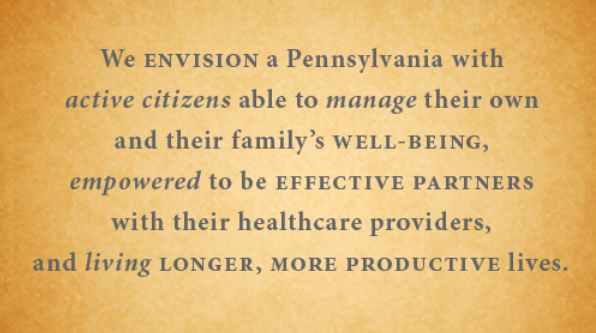 We ENVISION a Pennsylvania with
active citizens able to manage their own
and their family’s WELL-BEING,
empowered to be EFFECTIVE PARTNERS
with their healthcare providers,
and living LONGER, MORE PRODUCTIVE lives.